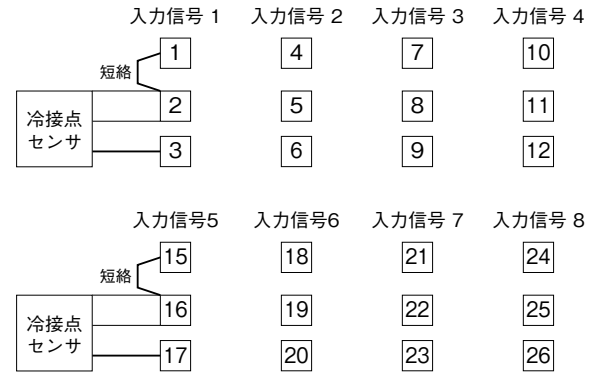 入力信号 1 入力信号 2 入力信号 3 入力信号 4
1 4 7 10
短絡
2 5 8 11
冷接点
センサ
3 6 9 12
入力信号5 入力信号6 入力信号 7 入力信号 8
15 18 21 24
短絡
16 19 22 25
冷接点
センサ
17 20 23 26